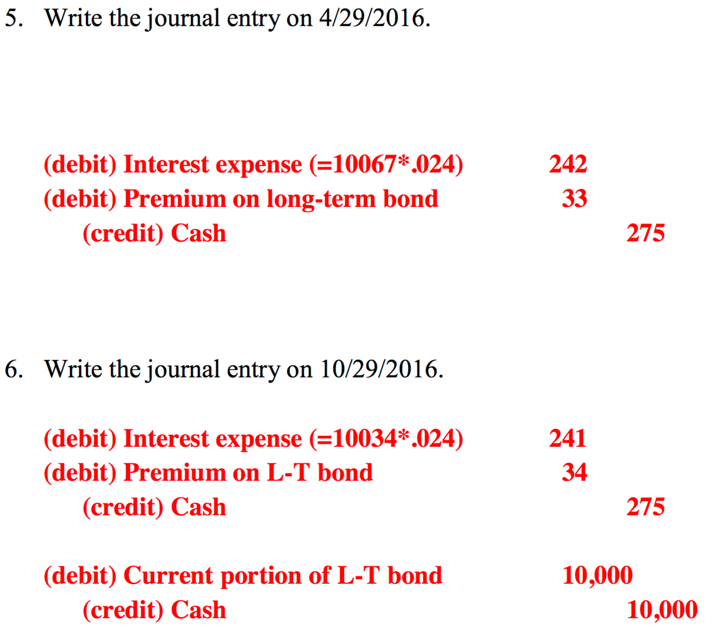 5. Write the journal entry on 4/29/2016.
(debit) Interest expense (=10067*.024) 242
(debit) Premium on long-term bond 33
(credit) Cash 275
6. Write the journal entry on 10/29/2016.
(debit) Interest expense (=10034*.024) 241
(debit) Premium on L-T bond 34
(credit) Cash 275
(debit) Current portion of L-T bond 10,000
(credit) Cash 10,000